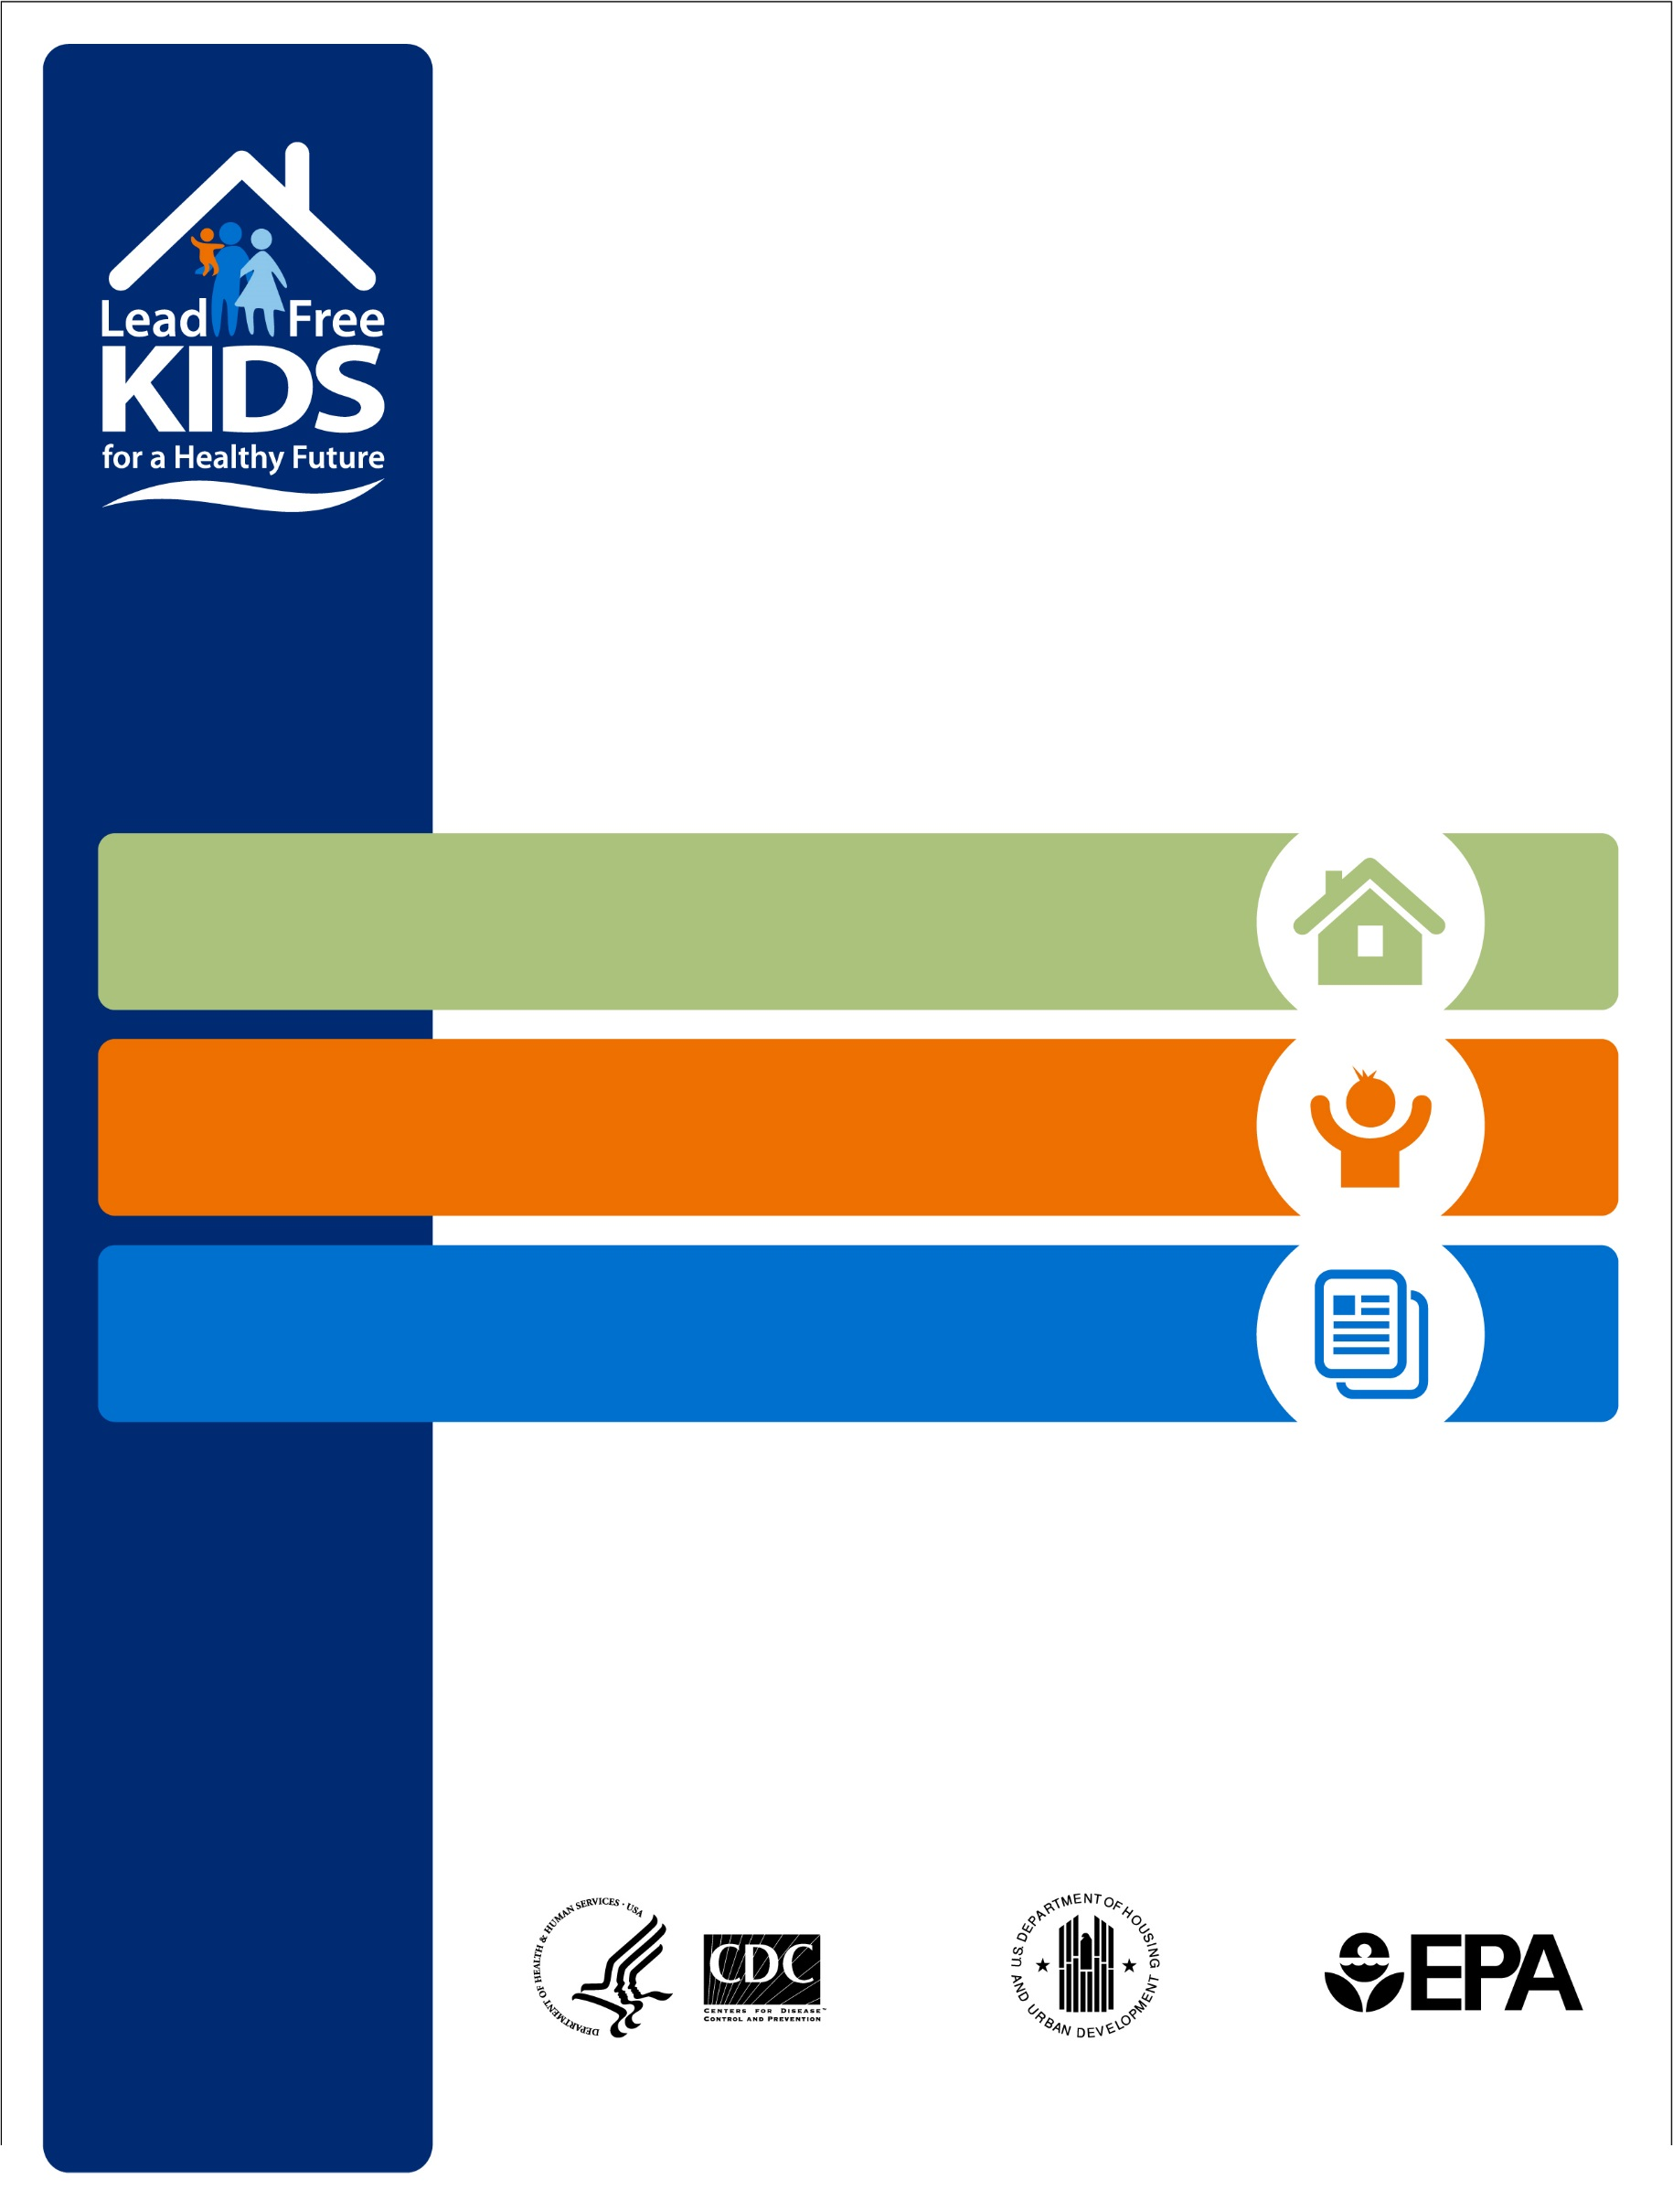 Lead Free
KIDS
for a Healthy Future
DEPARTMENT OF HEALTH & HUMAN SERVICES · USA
CDC
CENTERS FOR DISEASE™
CONTROL AND PREVENTION
U.S. DEPARTMENT OF HOUSING
AND URBAN DEVELOPMENT
EPA